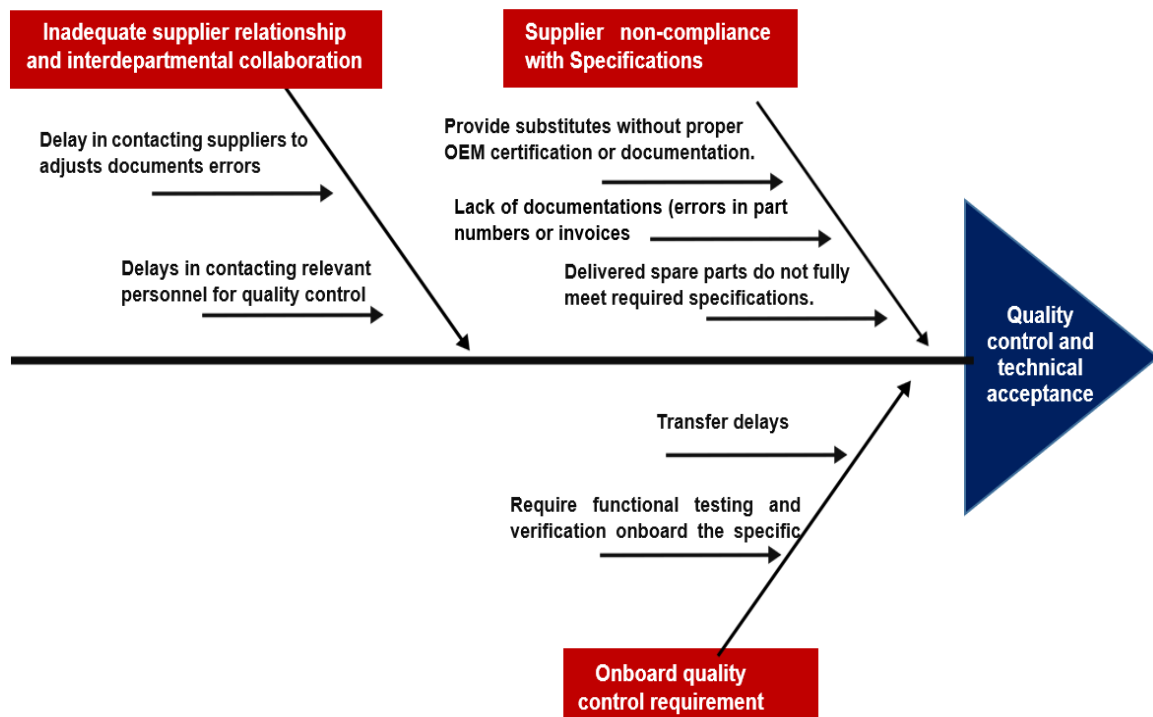 Inadequate supplier relationship
and interdepartmental collaboration
Supplier non-compliance
with Specifications
Delay in contacting suppliers to
adjusts documents errors
Provide substitutes without proper
OEM certification or documentation.
Lack of documentations (errors in part
numbers or invoices
Delays in contacting relevant
personnel for quality control
Delivered spare parts do not fully
meet required specifications.
Quality
control and
technical
acceptance
Transfer delays
Require functional testing and
verification onboard the specific
Onboard quality
control requirement